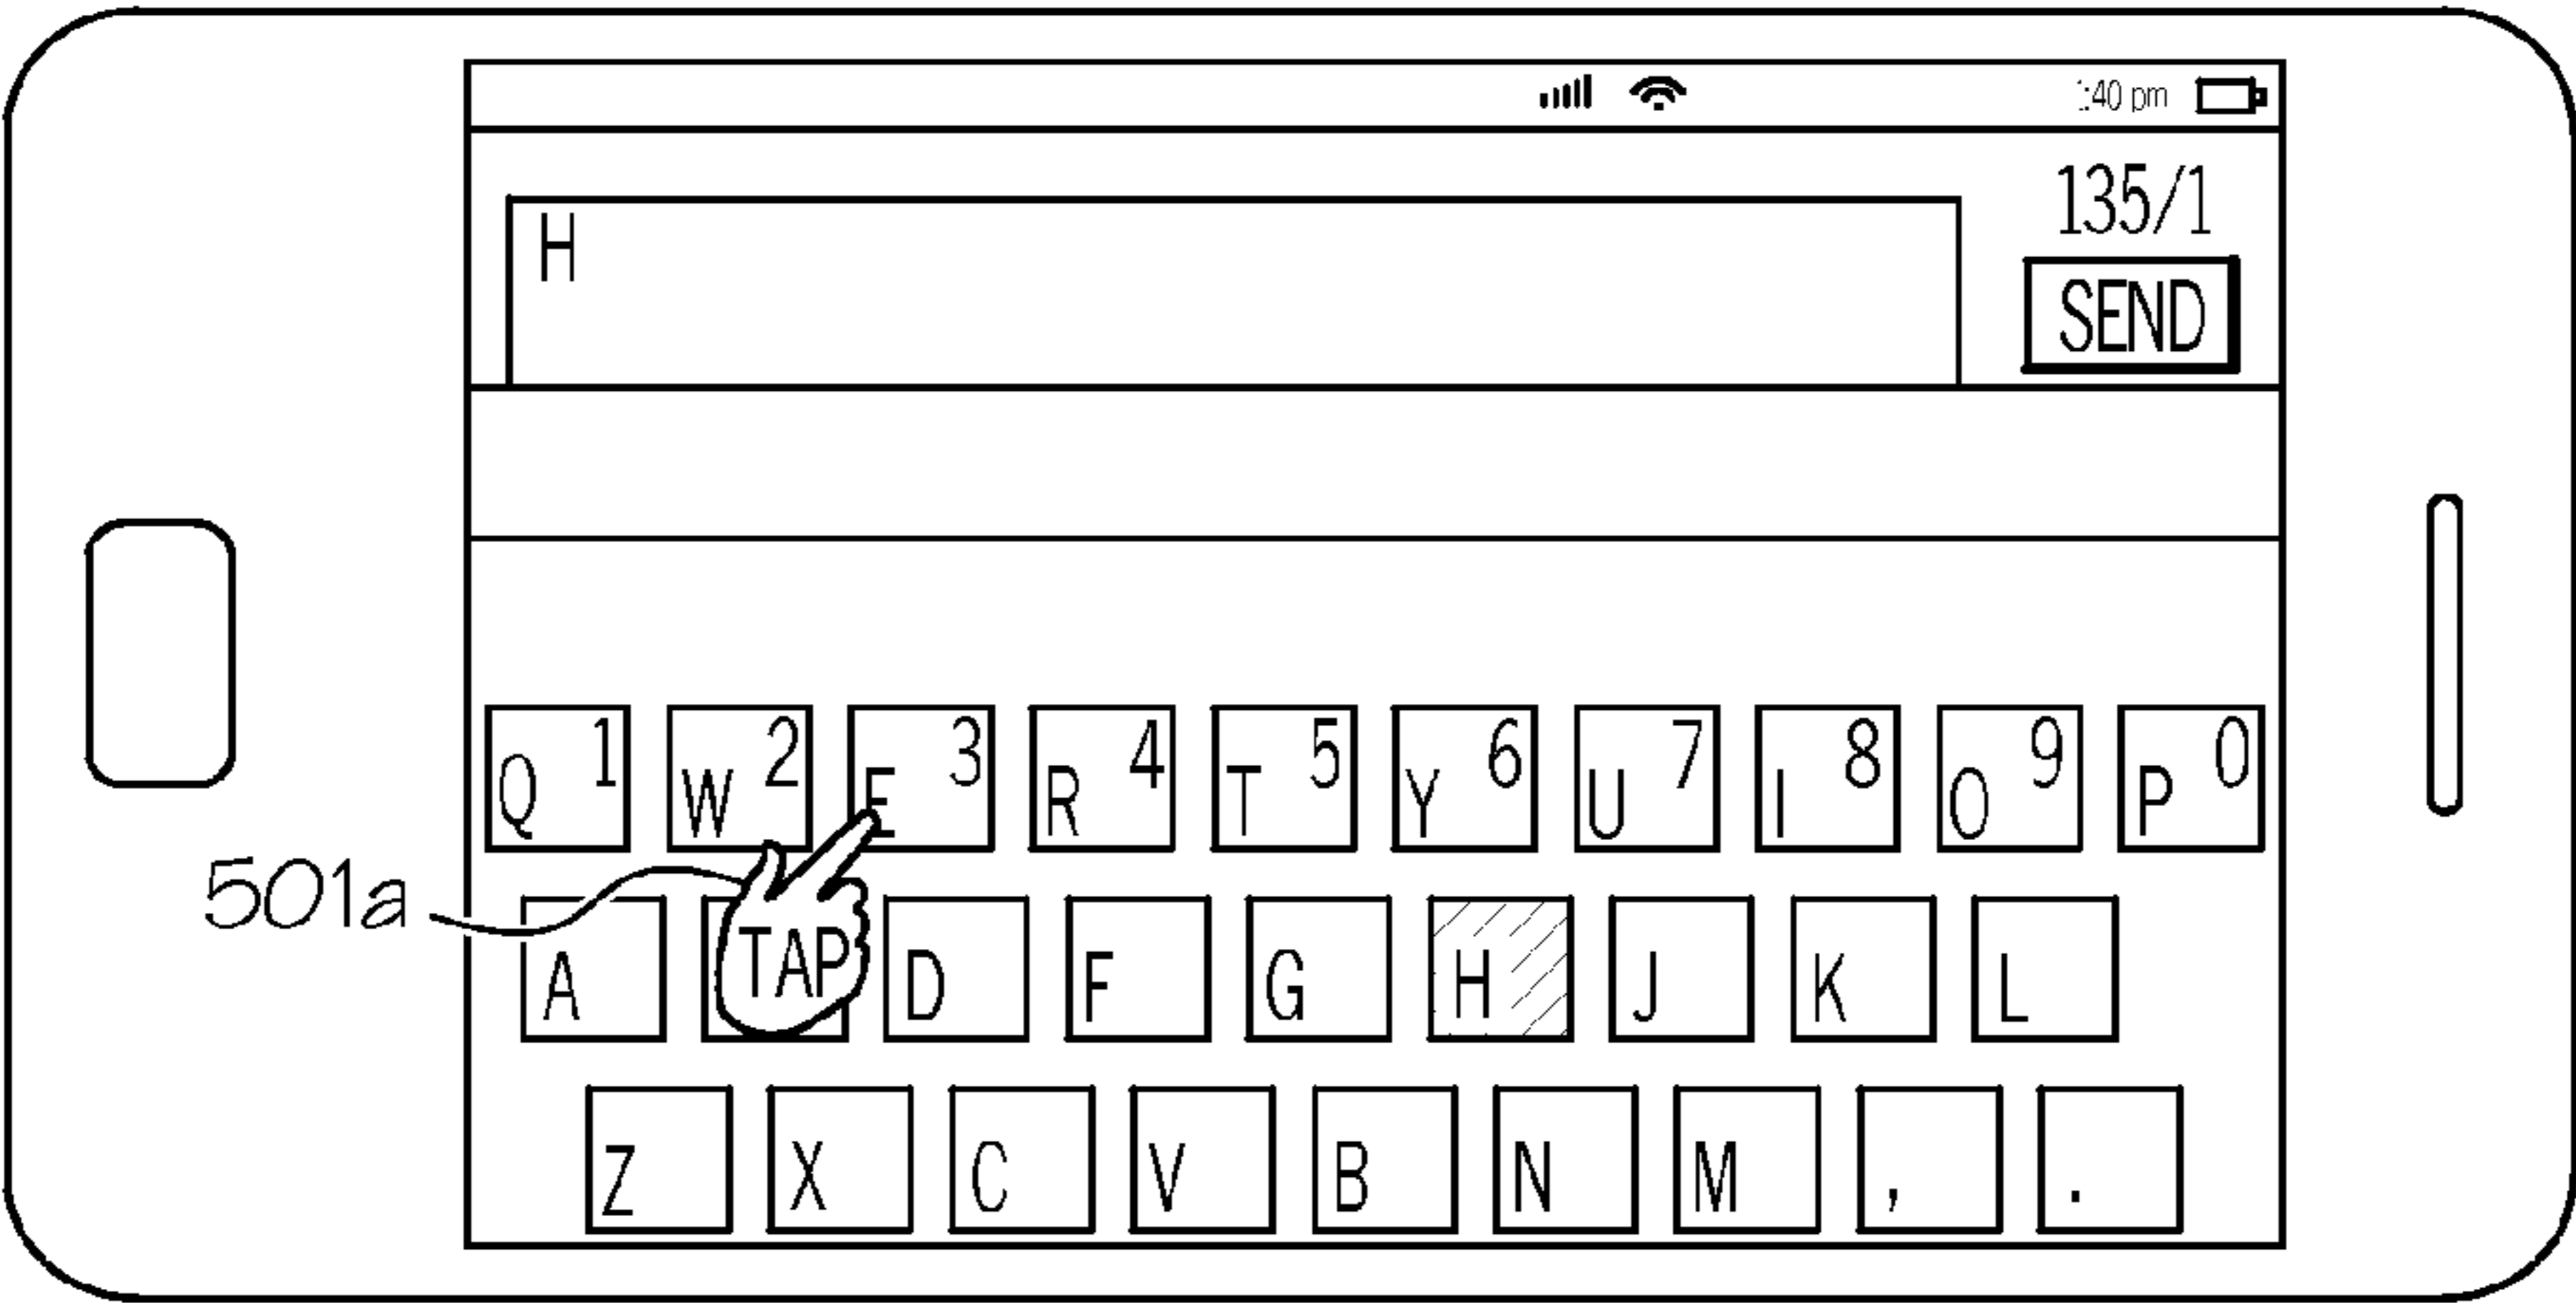 :40 pm
135/1
H
SEND
Q 1 W 2 E 3 R 4 T 5 Y 6 U 7 I 8 O 9 P 0
501a
A TAP D F G H J K L
Z X C V B N M , .